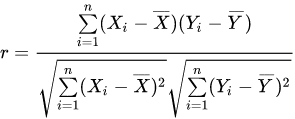 r = \frac{\sum_{i=1}^{n}(X_i - \overline{X})(Y_i - \overline{Y})}{\sqrt{\sum_{i=1}^{n}(X_i - \overline{X})^2}\sqrt{\sum_{i=1}^{n}(Y_i - \overline{Y})^2}}